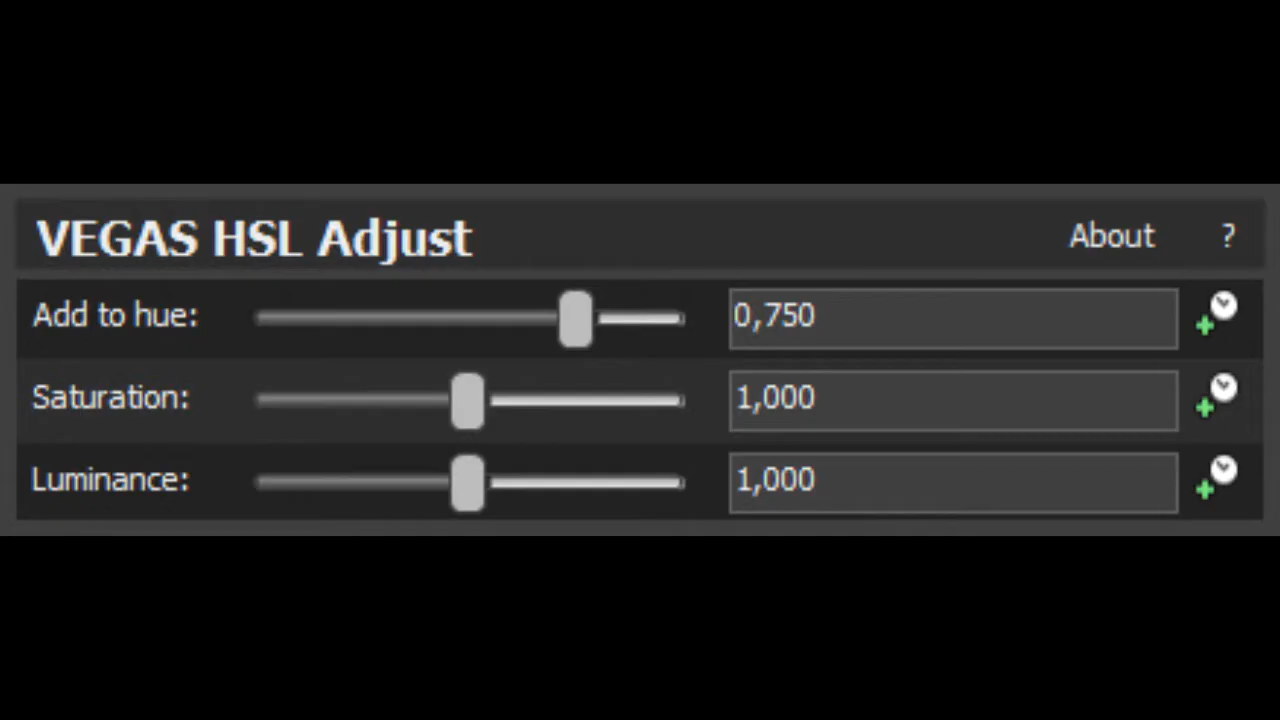 VEGAS HSL Adjust About ?
Add to hue: 0,750
Saturation: 1,000
Luminance: 1,000